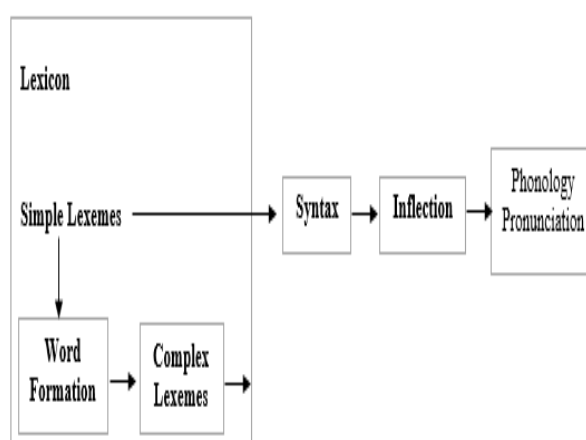 Lexicon
Simple Lexemes
Syntax
Inflection
Phonology
Pronunciation
Word
Formation
Complex
Lexemes